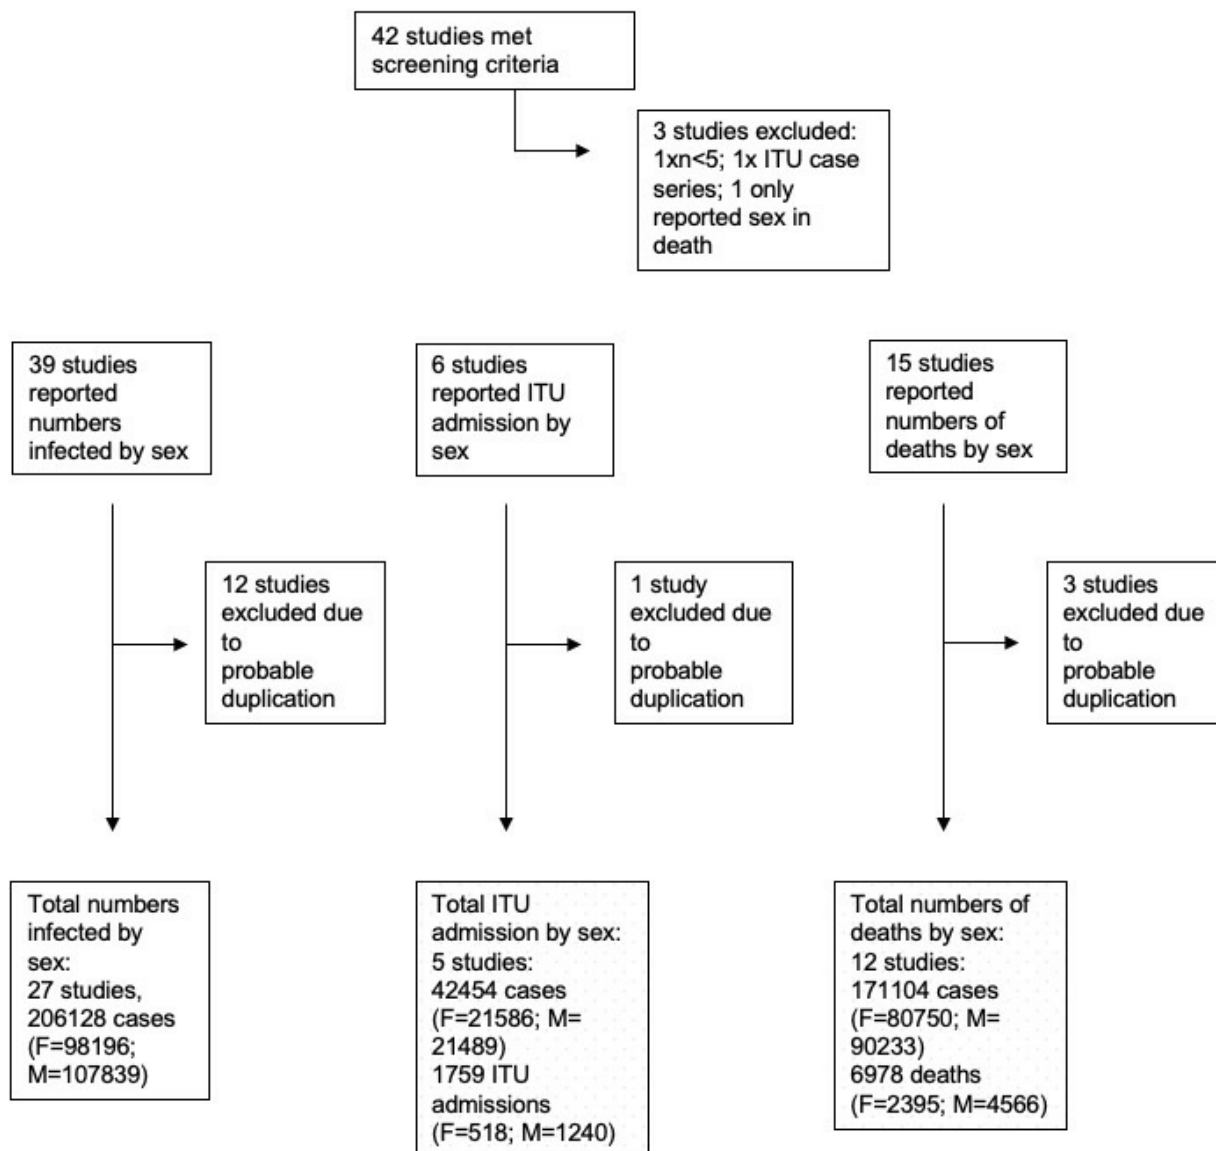 42 studies met
screening criteria
3 studies excluded:
1xn<5; 1x ITU case
series; 1 only
reported sex in
death
39 studies
reported
numbers
infected by sex
6 studies
reported ITU
admission by
sex
15 studies
reported
numbers of
deaths by sex
12 studies
excluded due
to
probable
duplication
1 study
excluded due
to
probable
duplication
3 studies
excluded due
to
probable
duplication
Total numbers
infected by
sex:
27 studies,
206128 cases
(F=98196;
M=107839)
Total ITU
admission by sex:
5 studies:
42454 cases
(F=21586; M=
21489)
1759 ITU
admissions
(F=518; M=1240)
Total numbers of
deaths by sex:
12 studies:
171104 cases
(F=80750; M=
90233)
6978 deaths
(F=2395; M=4566)